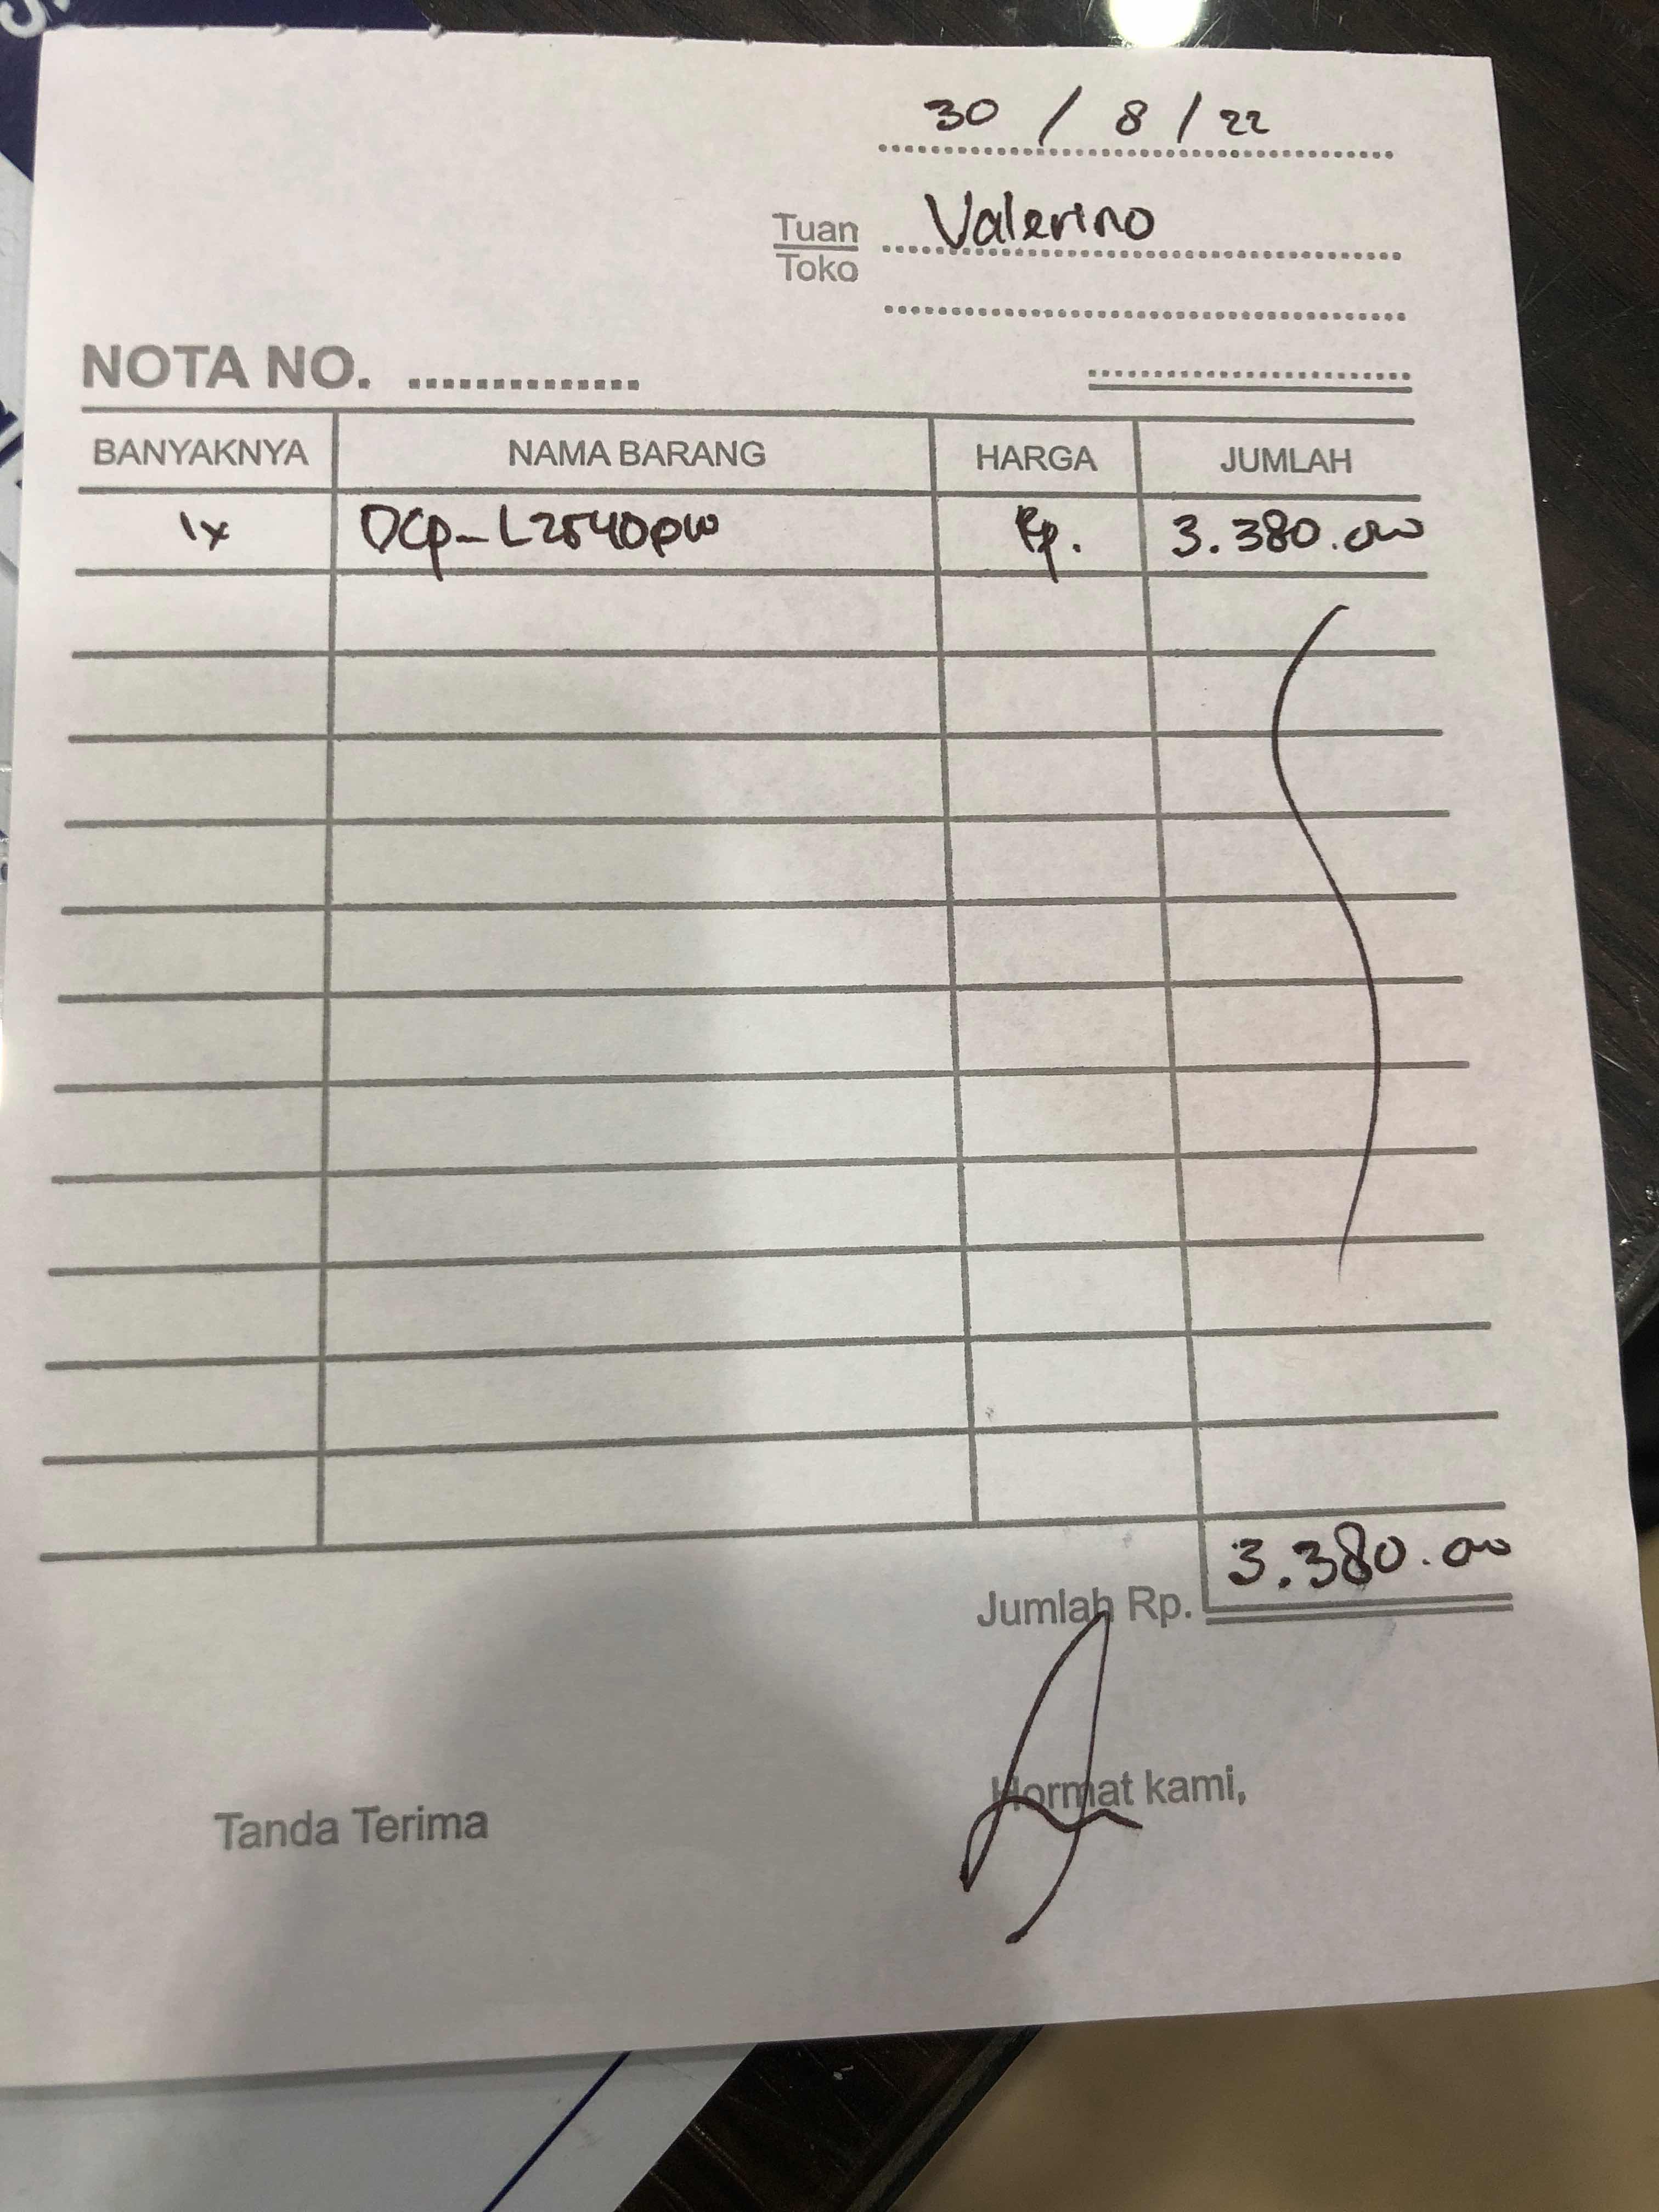 30 / 8 / 22
Tuan Valerino
Toko
NOTA NO. ..............
BANYAKNYA NAMA BARANG HARGA JUMLAH
1x DCP-L2540DW Rp. 3.380.000
Jumlah Rp. 3.380.000
Tanda Terima Hormat kami,